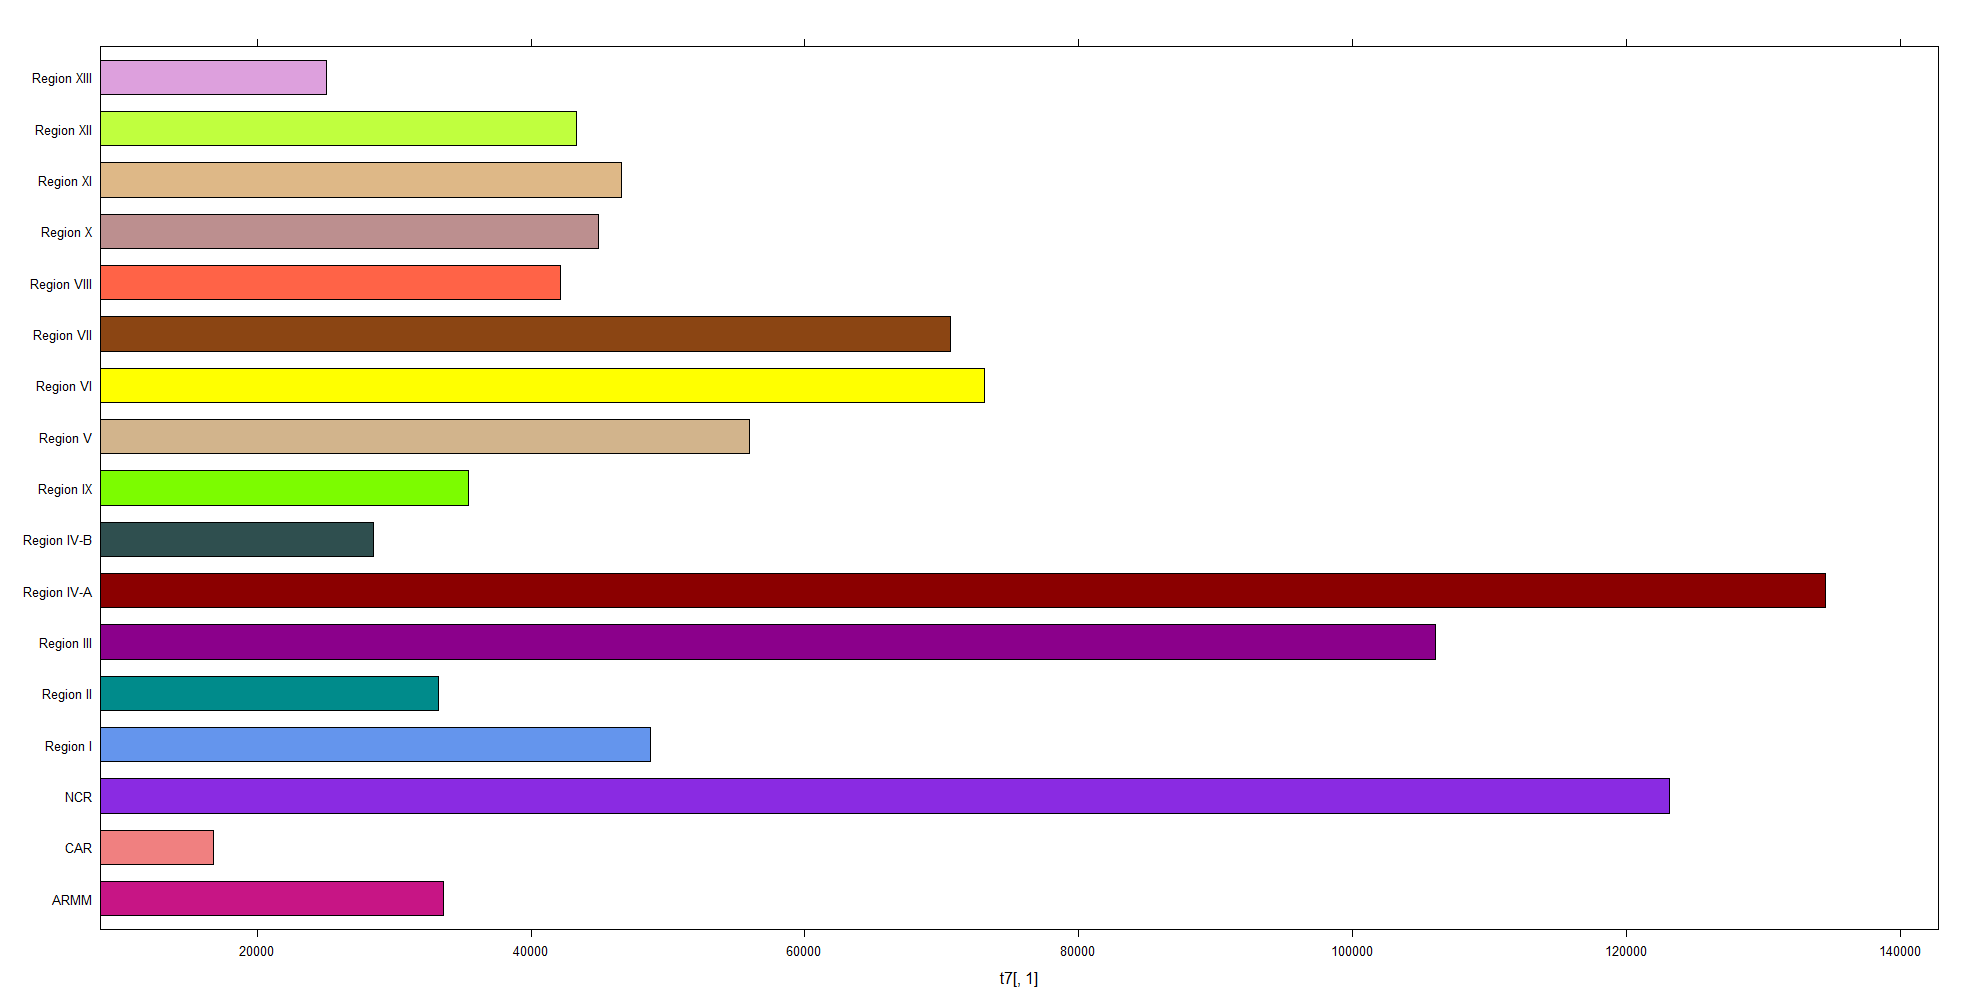 Region XIII
Region XII
Region XI
Region X
Region VIII
Region VII
Region VI
Region V
Region IX
Region IV-B
Region IV-A
Region III
Region II
Region I
NCR
CAR
ARMM
20000 40000 60000 80000 100000 120000 140000
t7[, 1]